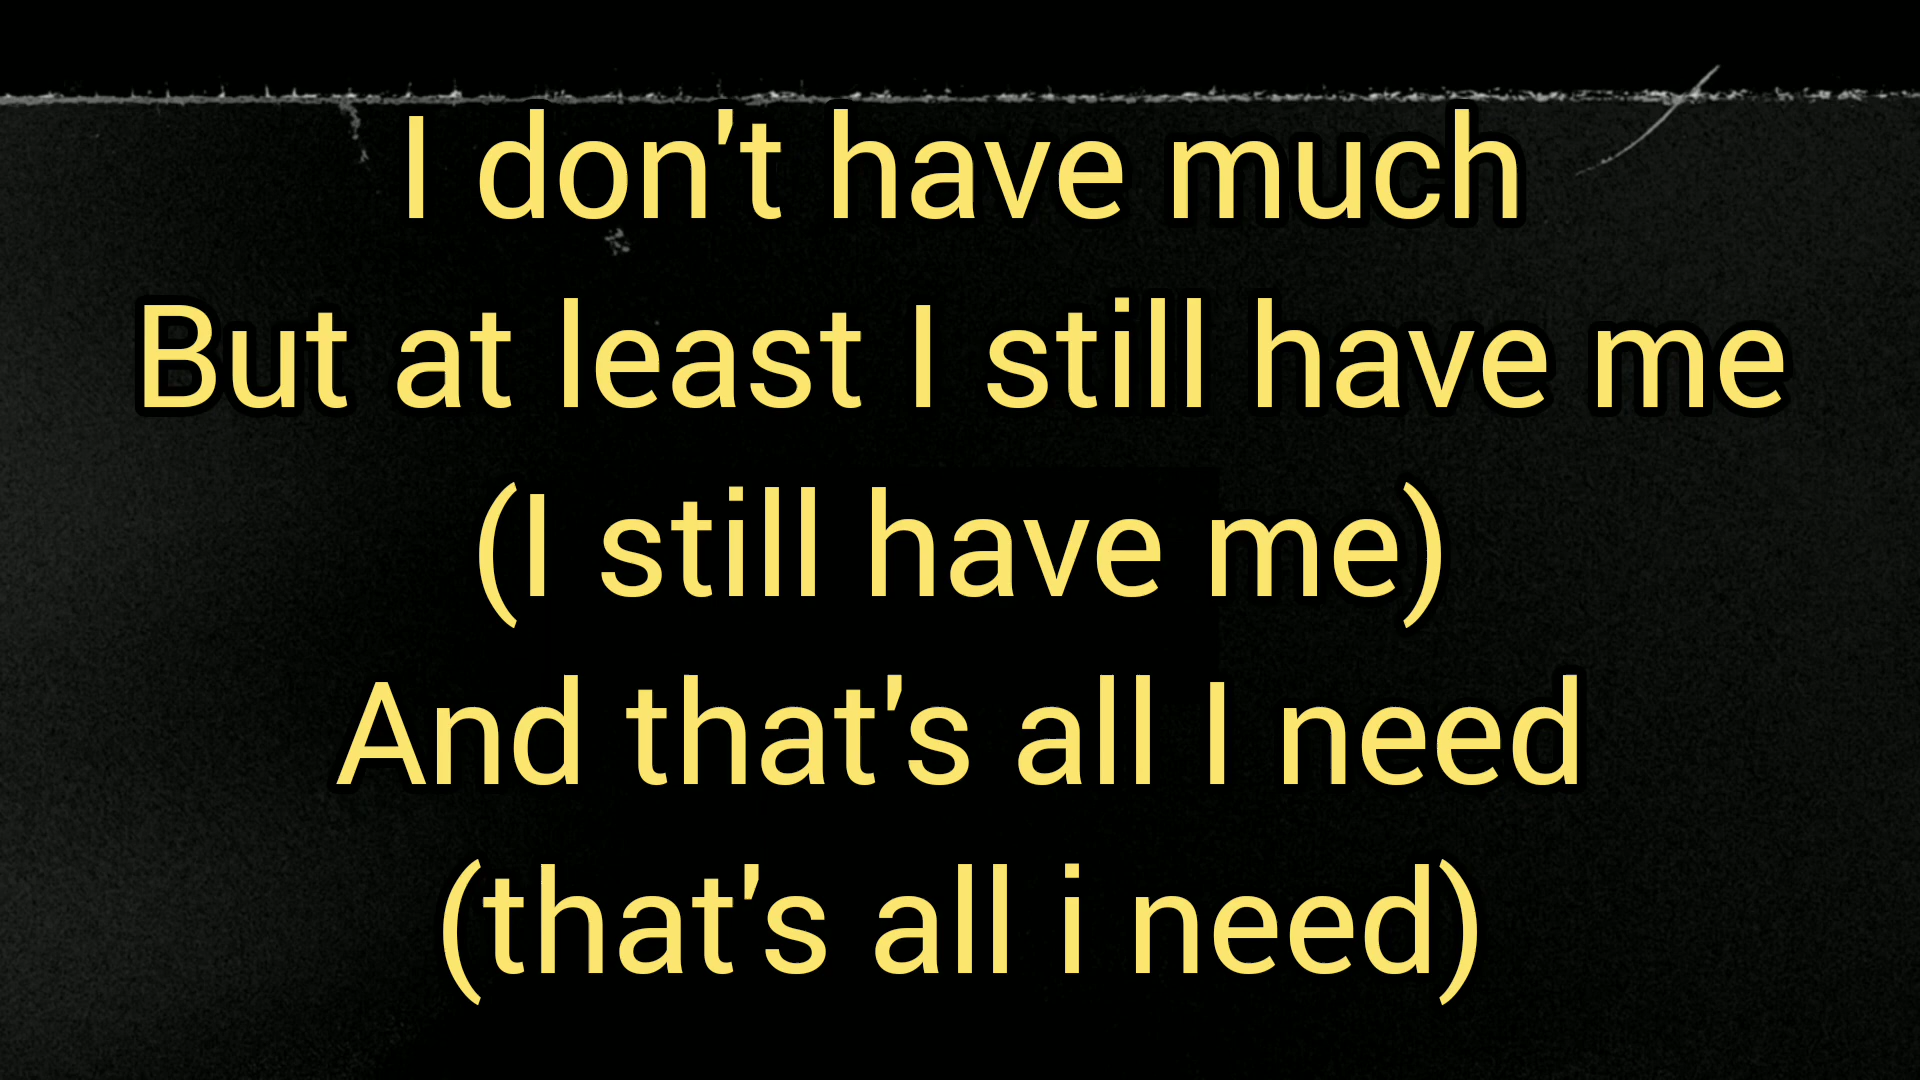 I don't have much
But at least I still have me
(I still have me)
And that's all I need
(that's all i need)